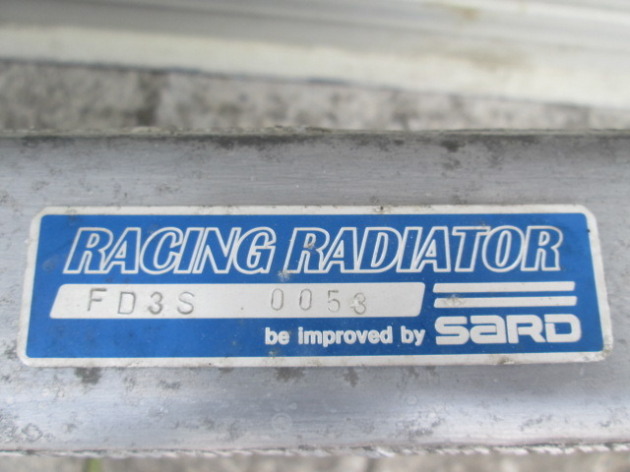 RACING RADIATOR
FD3S 0053
be improved by SARD